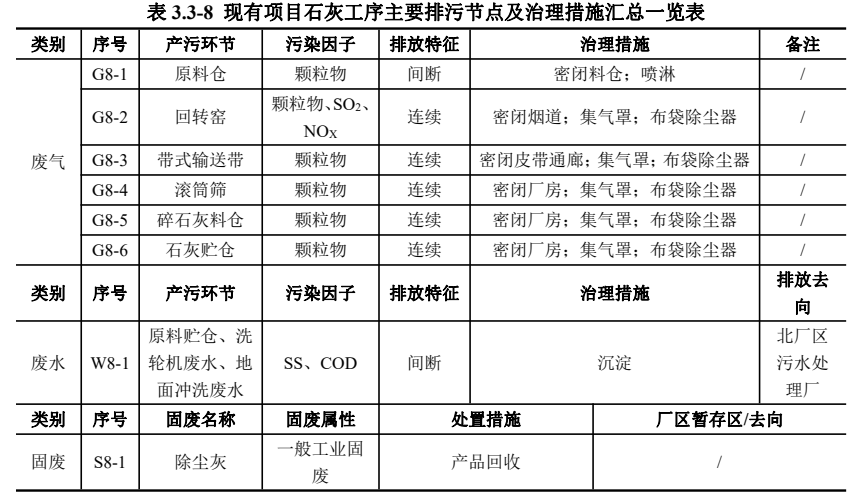 表 3.3-8 现有项目石灰工序主要排污节点及治理措施汇总一览表
类别 序号 产污环节 污染因子 排放特征 治理措施 备注
废气 G8-1 原料仓 颗粒物 间断 密闭料仓；喷淋 /
G8-2 回转窑 颗粒物、SO₂、NOX 连续 密闭烟道；集气罩；布袋除尘器 /
G8-3 带式输送带 颗粒物 连续 密闭皮带通廊；集气罩；布袋除尘器 /
G8-4 滚筒筛 颗粒物 连续 密闭厂房；集气罩；布袋除尘器 /
G8-5 碎石灰料仓 颗粒物 连续 密闭厂房；集气罩；布袋除尘器 /
G8-6 石灰贮仓 颗粒物 连续 密闭厂房；集气罩；布袋除尘器 /
类别 序号 产污环节 污染因子 排放特征 治理措施 排放去向
废水 W8-1 原料贮仓、洗轮机废水、地面冲洗废水 SS、COD 间断 沉淀 北厂区污水处理厂
类别 序号 固废名称 固废属性 处置措施 厂区暂存区/去向
固废 S8-1 除尘灰 一般工业固废 产品回收 /